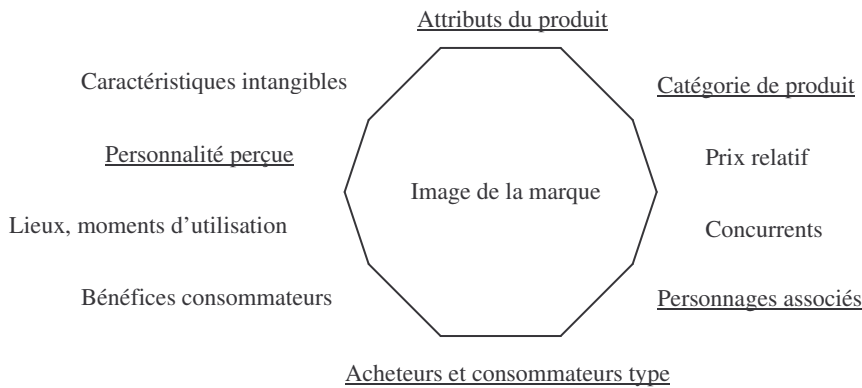 Attributs du produit
Caractéristiques intangibles
Catégorie de produit
Personnalité perçue
Prix relatif
Image de la marque
Lieux, moments d’utilisation
Concurrents
Bénéfices consommateurs
Personnages associés
Acheteurs et consommateurs type